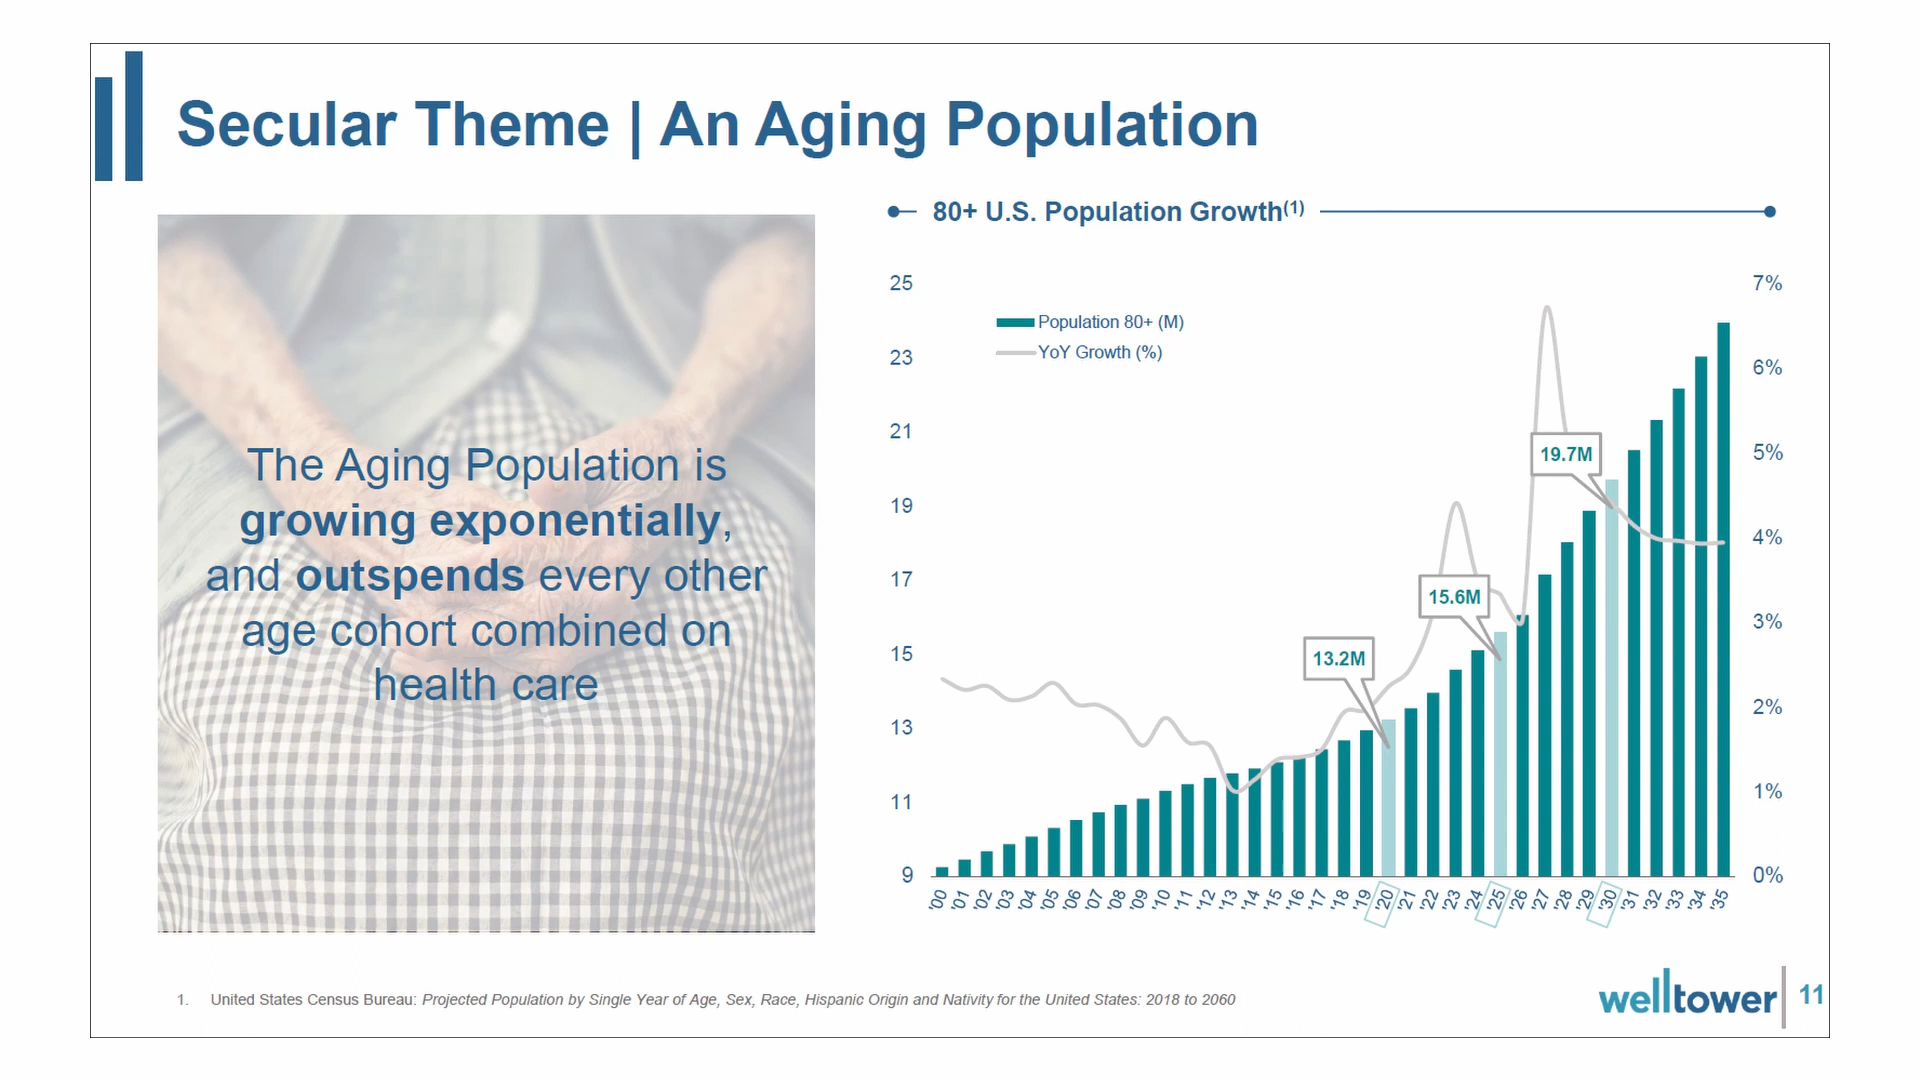 Secular Theme | An Aging Population
The Aging Population is
growing exponentially,
and outspends every other
age cohort combined on
health care
80+ U.S. Population Growth(1)
Population 80+ (M)
YoY Growth (%)
25
23
21
19
17
15
13
11
9
7%
6%
5%
4%
3%
2%
1%
0%
13.2M
15.6M
19.7M
'00 '01 '02 '03 '04 '05 '06 '07 '08 '09 '10 '11 '12 '13 '14 '15 '16 '17 '18 '19 '20 '21 '22 '23 '24 '25 '26 '27 '28 '29 '30 '31 '32 '33 '34 '35
1. United States Census Bureau: Projected Population by Single Year of Age, Sex, Race, Hispanic Origin and Nativity for the United States: 2018 to 2060
welltower
11